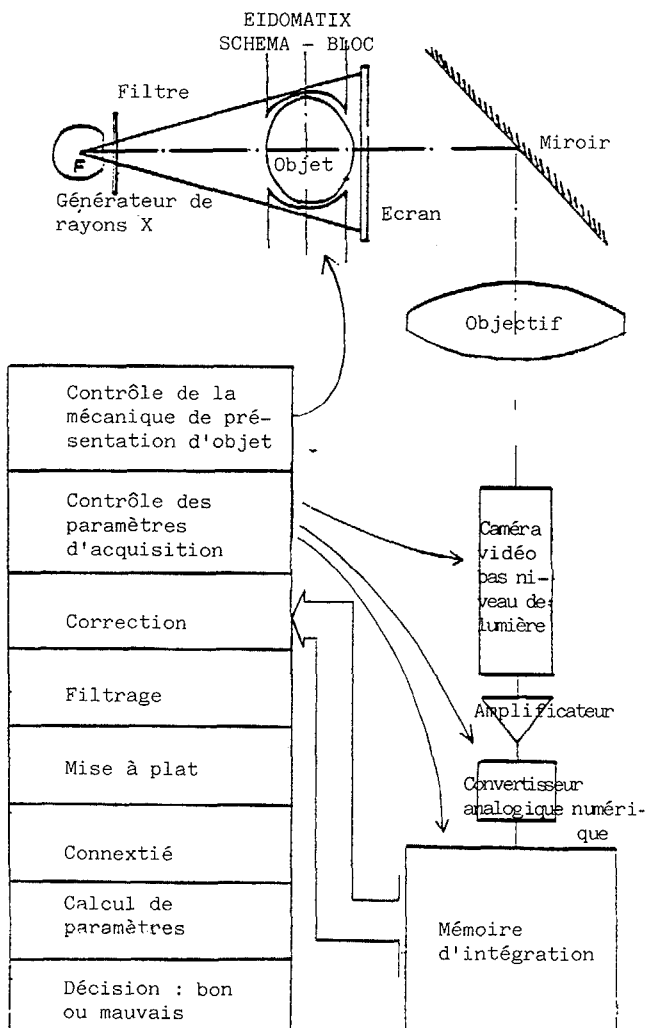 EIDOMATIX
SCHEMA - BLOC
Filtre
Miroir
F
Objet
Générateur de
rayons X
Ecran
Objectif
Contrôle de la
mécanique de pré-
sentation d'objet
Contrôle des
paramètres
d'acquisition
Caméra
vidéo
bas ni-
veau de
lumière
Correction
Filtrage
Amplificateur
Mise à plat
Convertisseur
analogique numéri-
que
Connextié
Calcul de
paramètres
Mémoire
d'intégration
Décision : bon
ou mauvais